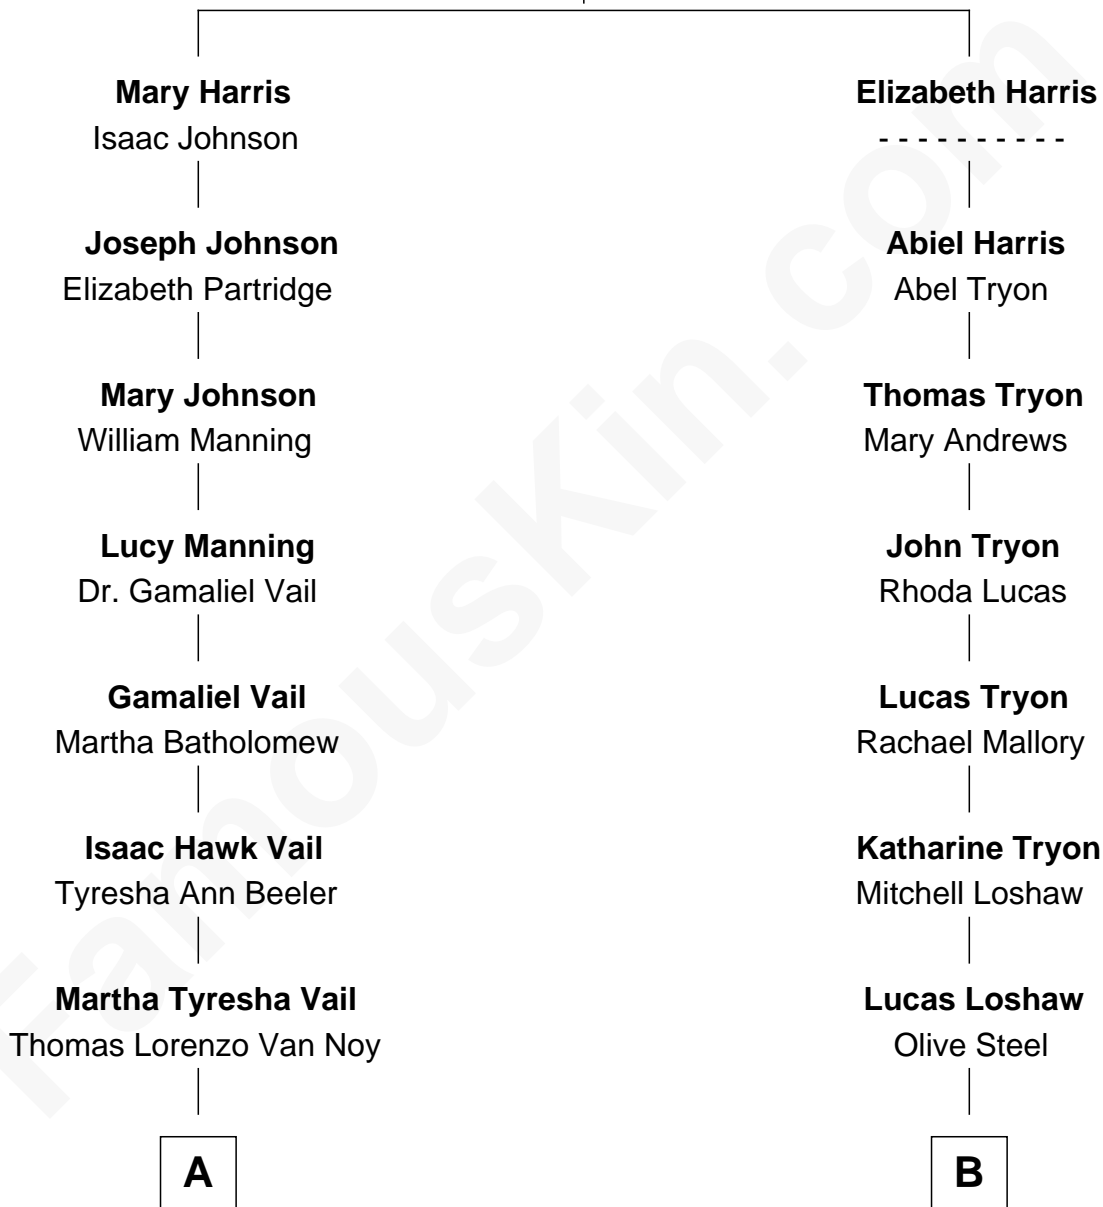 Mary Harris
Isaac Johnson
Elizabeth Harris
- - - - - - - - - -
Joseph Johnson
Elizabeth Partridge
Abiel Harris
Abel Tryon
Mary Johnson
William Manning
Thomas Tryon
Mary Andrews
Lucy Manning
Dr. Gamaliel Vail
John Tryon
Rhoda Lucas
Gamaliel Vail
Martha Batholomew
Lucas Tryon
Rachael Mallory
Isaac Hawk Vail
Tyresha Ann Beeler
Katharine Tryon
Mitchell Loshaw
Martha Tyresha Vail
Thomas Lorenzo Van Noy
Lucas Loshaw
Olive Steel
A
B
FamousKin.com